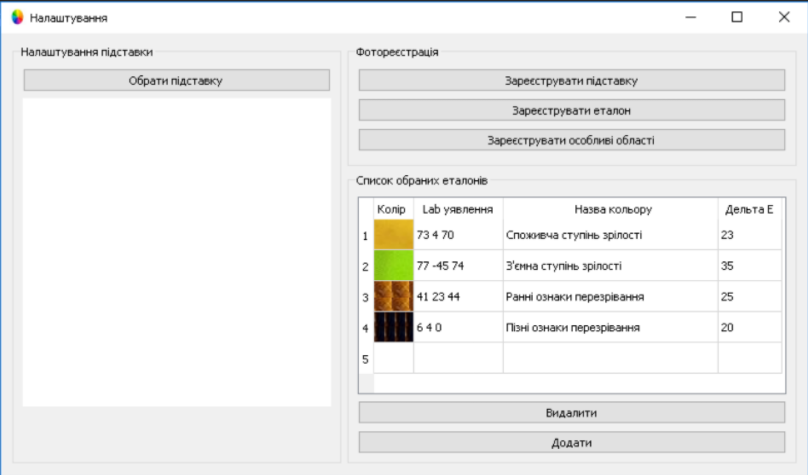 Налаштування
Налаштування підставки
Обрати підставку
Фотореєстрація
Зареєструвати підставку
Зареєструвати еталон
Зареєструвати особливі області
Список обраних еталонів
Колір Lab уявлення Назва кольору Дельта E
1 73 4 70 Споживча ступінь зрілості 23
2 77 -45 74 З'ємна ступінь зрілості 35
3 41 23 44 Ранні ознаки перезрівання 25
4 6 4 0 Пізні ознаки перезрівання 20
5
Видалити
Додати